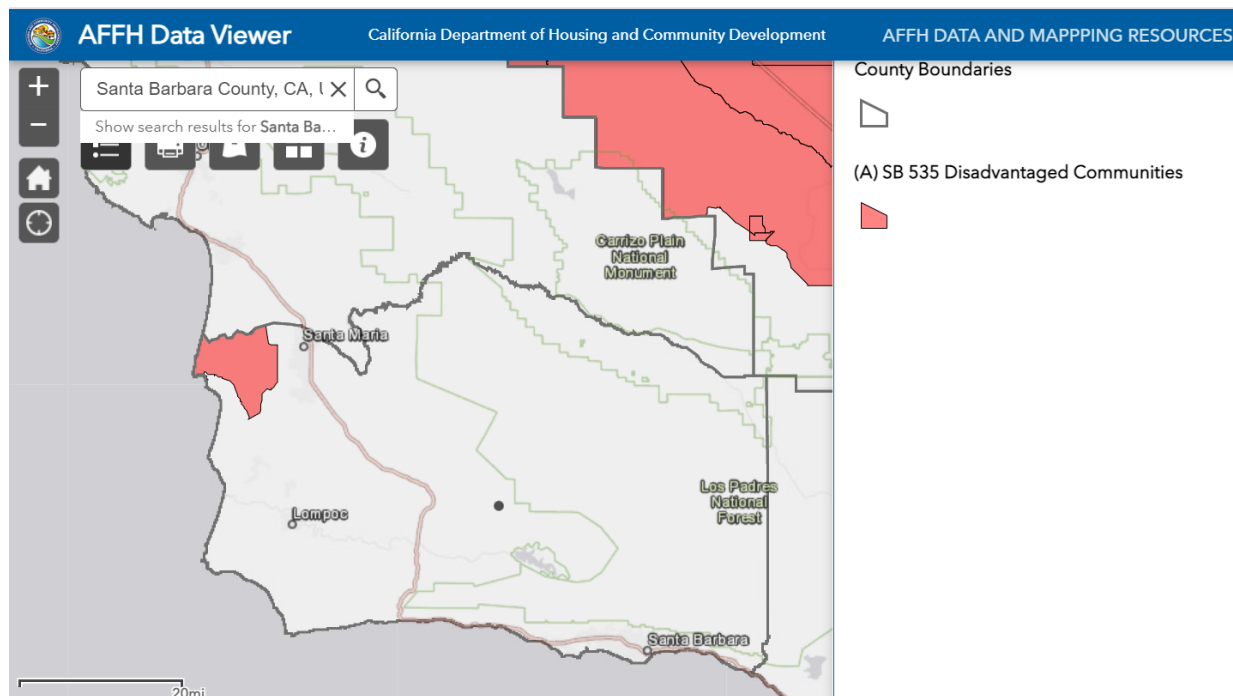 AFFH Data Viewer
California Department of Housing and Community Development
AFFH DATA AND MAPPPING RESOURCES
+
−
Santa Barbara County, CA, U
Show search results for Santa Ba...
County Boundaries
(A) SB 535 Disadvantaged Communities
Carrizo Plain
National
Monument
Santa Maria
Los Padres
National
Forest
Lompoc
Santa Barbara
20mi